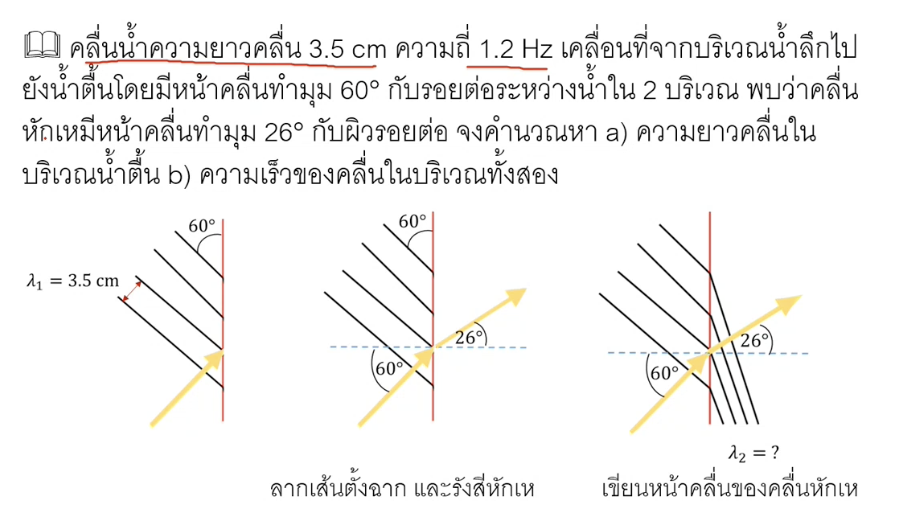 คลื่นน้ำความยาวคลื่น 3.5 cm ความถี่ 1.2 Hz เคลื่อนที่จากบริเวณน้ำลึกไป
ยังน้ำตื้นโดยมีหน้าคลื่นทำมุม 60° กับรอยต่อระหว่างน้ำใน 2 บริเวณ พบว่าคลื่น
หักเหมีหน้าคลื่นทำมุม 26° กับผิวรอยต่อ จงคำนวณหา a) ความยาวคลื่นใน
บริเวณน้ำตื้น b) ความเร็วของคลื่นในบริเวณทั้งสอง
60°
λ₁ = 3.5 cm
60°
26°
60°
26°
60°
λ₂ = ?
ลากเส้นตั้งฉาก และรังสีหักเห
เขียนหน้าคลื่นของคลื่นหักเห